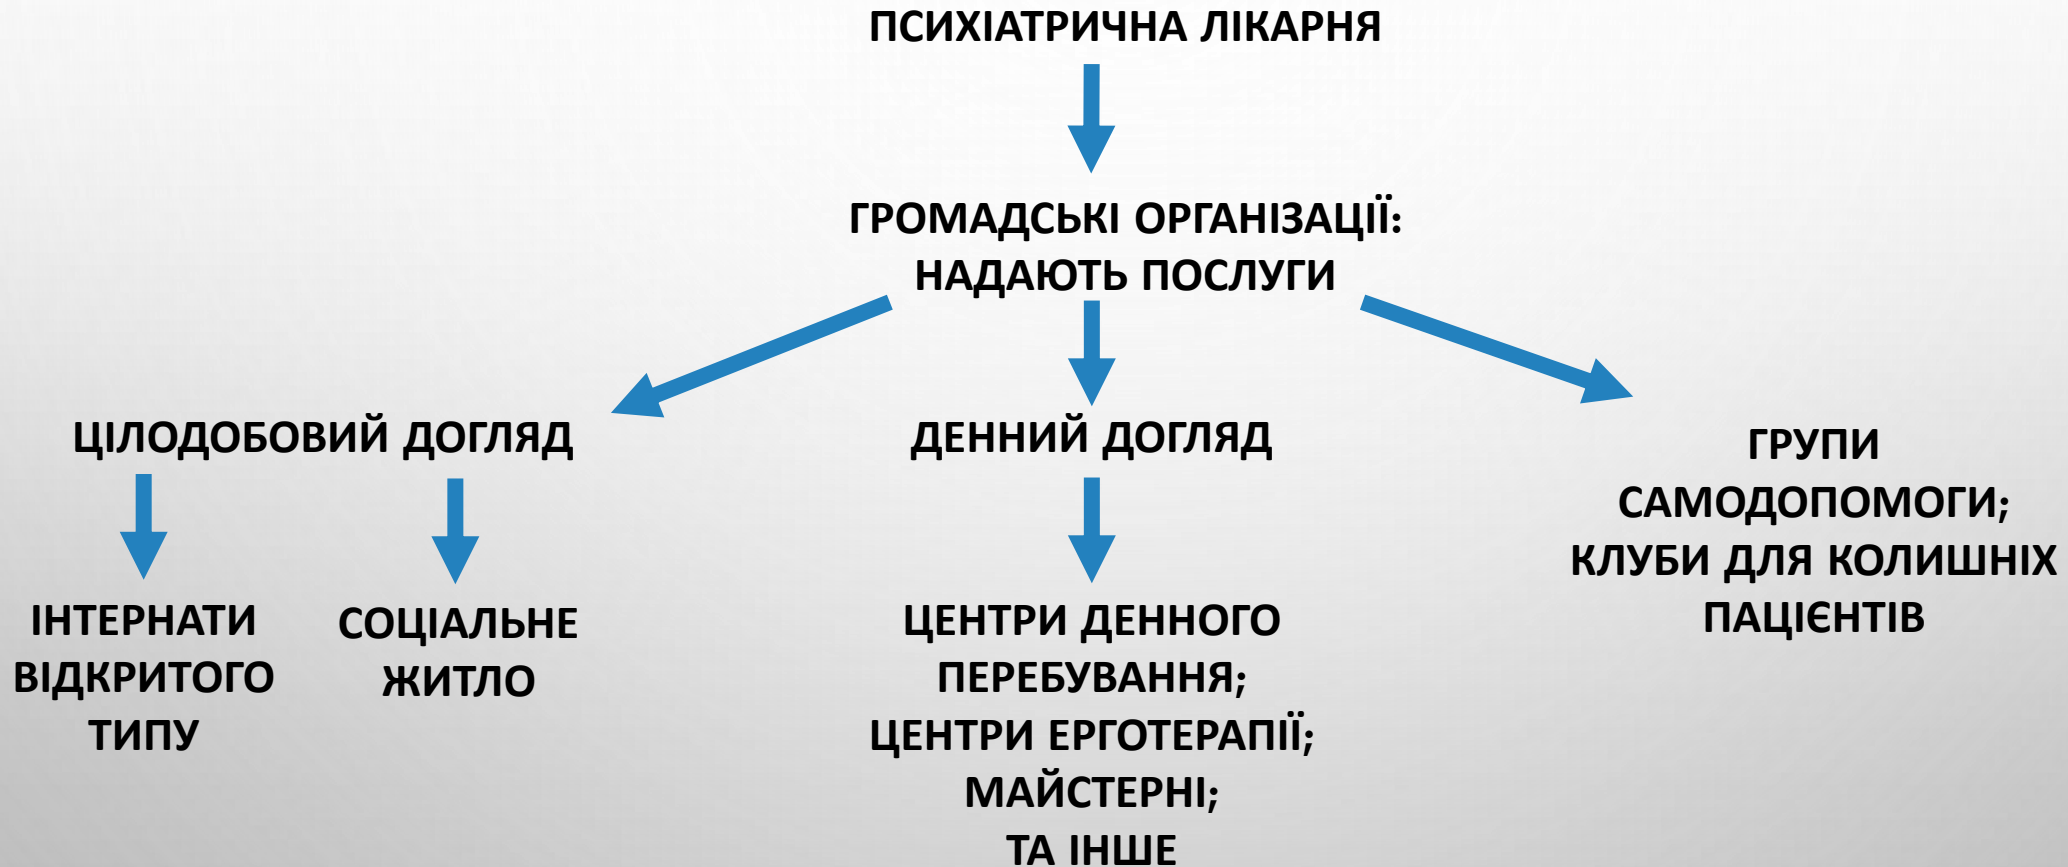 ПСИХІАТРИЧНА ЛІКАРНЯ
ГРОМАДСЬКІ ОРГАНІЗАЦІЇ:
НАДАЮТЬ ПОСЛУГИ
ЦІЛОДОБОВИЙ ДОГЛЯД
ІНТЕРНАТИ
ВІДКРИТОГО
ТИПУ
СОЦІАЛЬНЕ
ЖИТЛО
ДЕННИЙ ДОГЛЯД
ЦЕНТРИ ДЕННОГО
ПЕРЕБУВАННЯ;
ЦЕНТРИ ЕРГОТЕРАПІЇ;
МАЙСТЕРНІ;
ТА ІНШЕ
ГРУПИ
САМОДОПОМОГИ;
КЛУБИ ДЛЯ КОЛИШНІХ
ПАЦІЄНТІВ